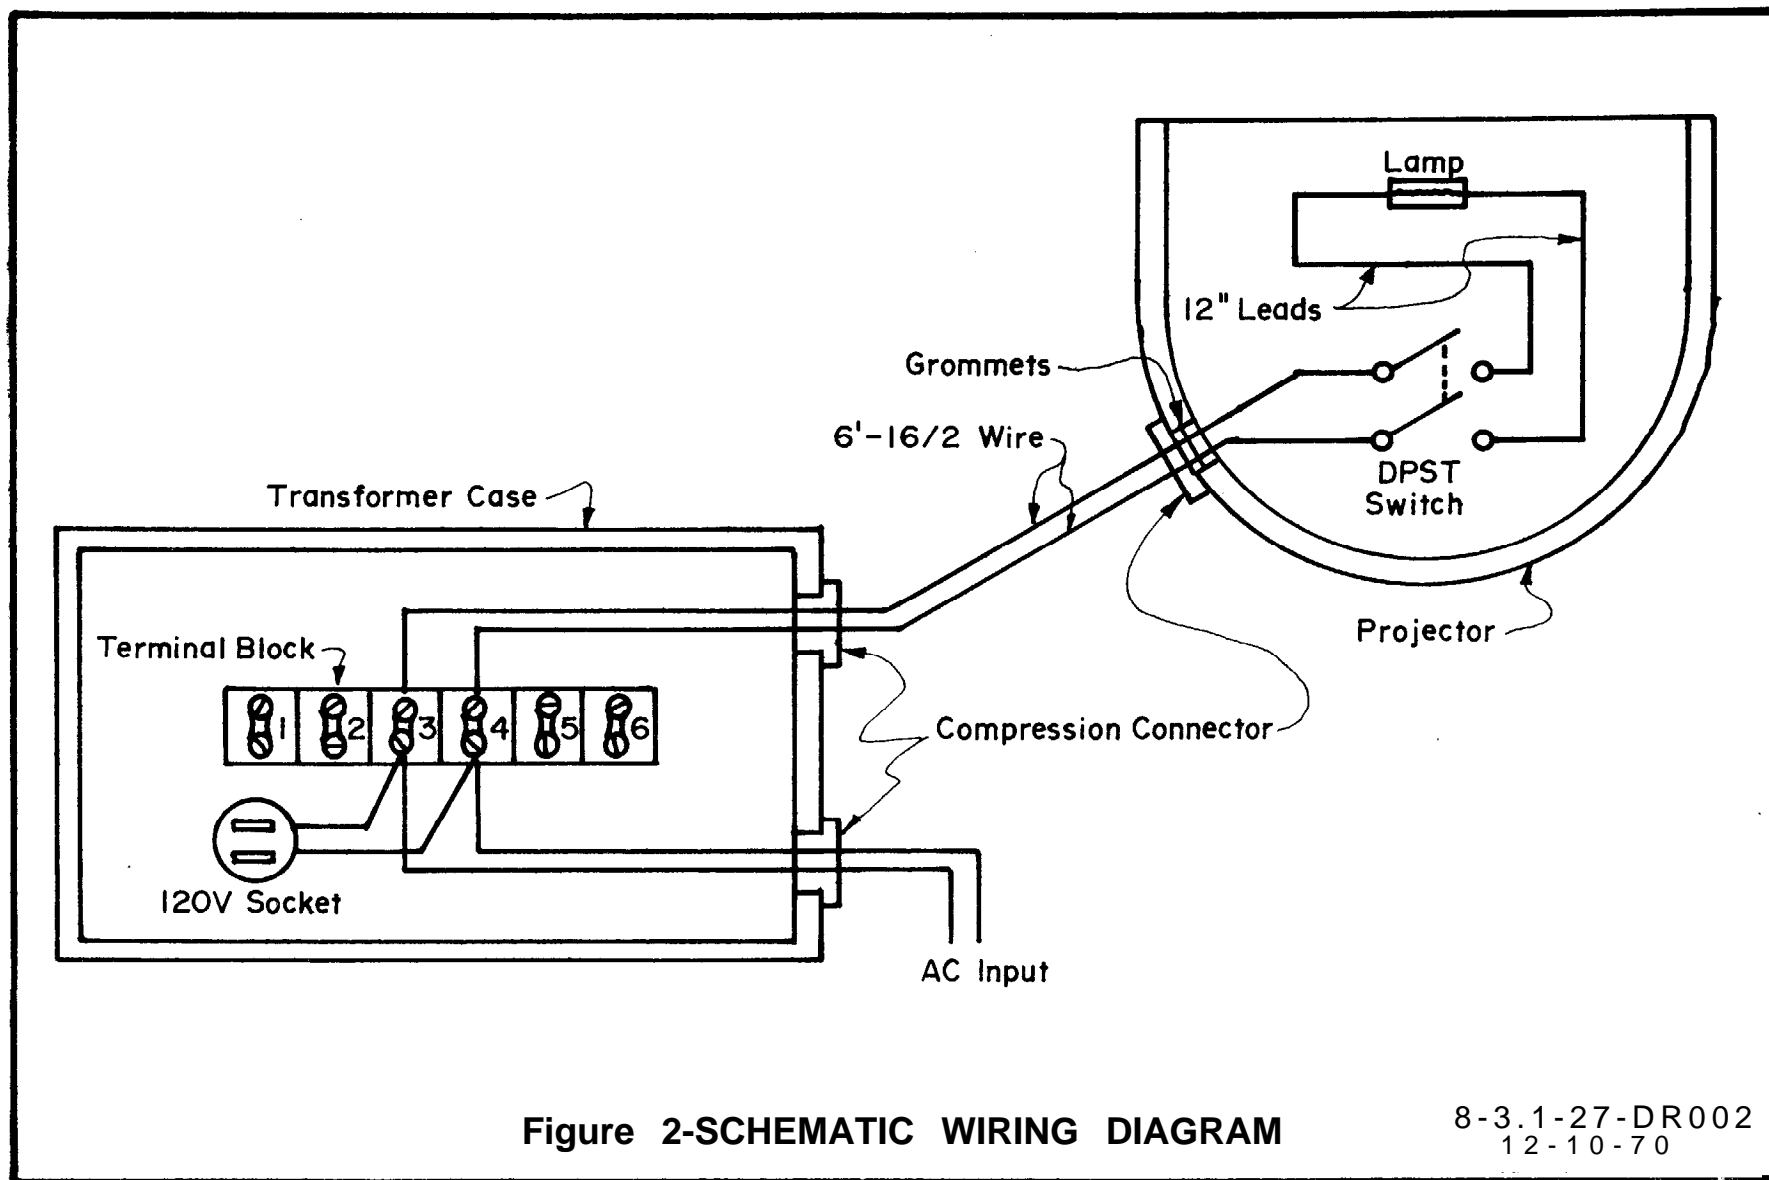 Lamp
12" Leads
Grommets
6'-16/2 Wire
DPST
Switch
Transformer Case
Projector
Terminal Block
1 2 3 4 5 6
Compression Connector
120V Socket
AC Input
Figure 2-SCHEMATIC WIRING DIAGRAM
8-3.1-27-DR002
12-10-70